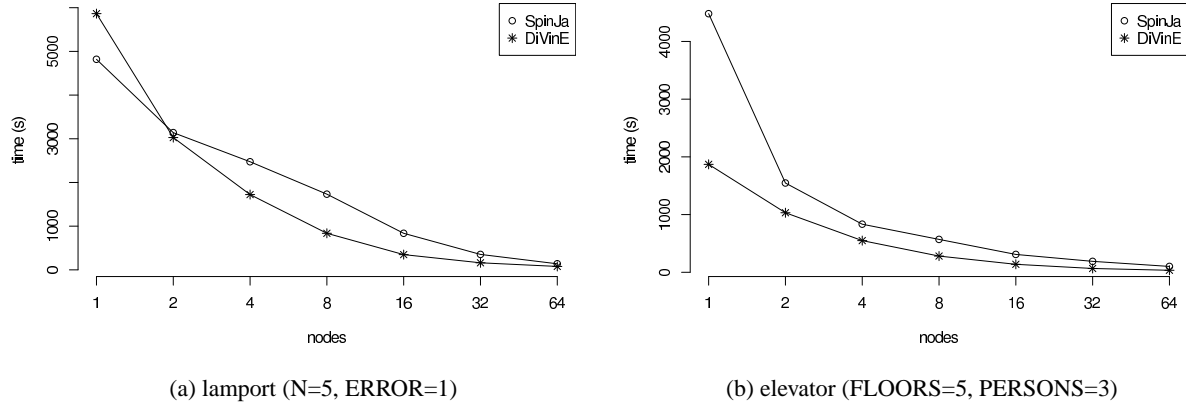 SpinJa
DiVinE
time (s)
5000
3000
1000
0
1 2 4 8 16 32 64
nodes
(a) lamport (N=5, ERROR=1)
SpinJa
DiVinE
time (s)
4000
3000
2000
1000
0
1 2 4 8 16 32 64
nodes
(b) elevator (FLOORS=5, PERSONS=3)